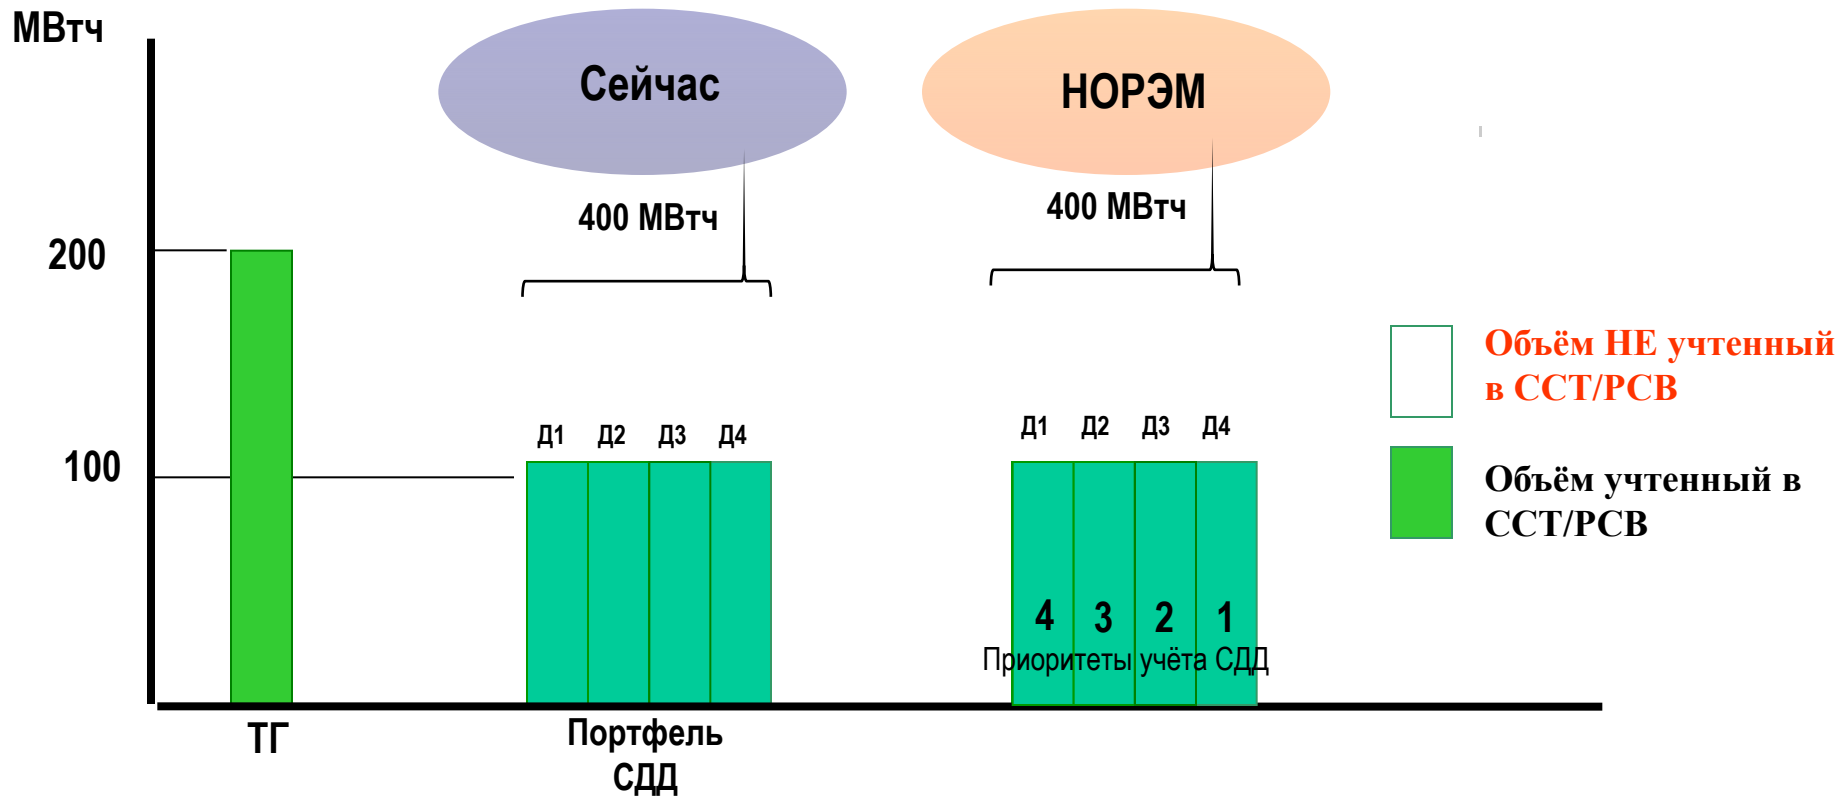 МВтч
Сейчас
НОРЭМ
400 МВтч
400 МВтч
200
100
Д1 Д2 Д3 Д4
Д1 Д2 Д3 Д4
4 3 2 1
Приоритеты учёта СДД
ТГ
Портфель
СДД
Объём НЕ учтенный
в ССТ/РСВ
Объём учтенный в
ССТ/РСВ